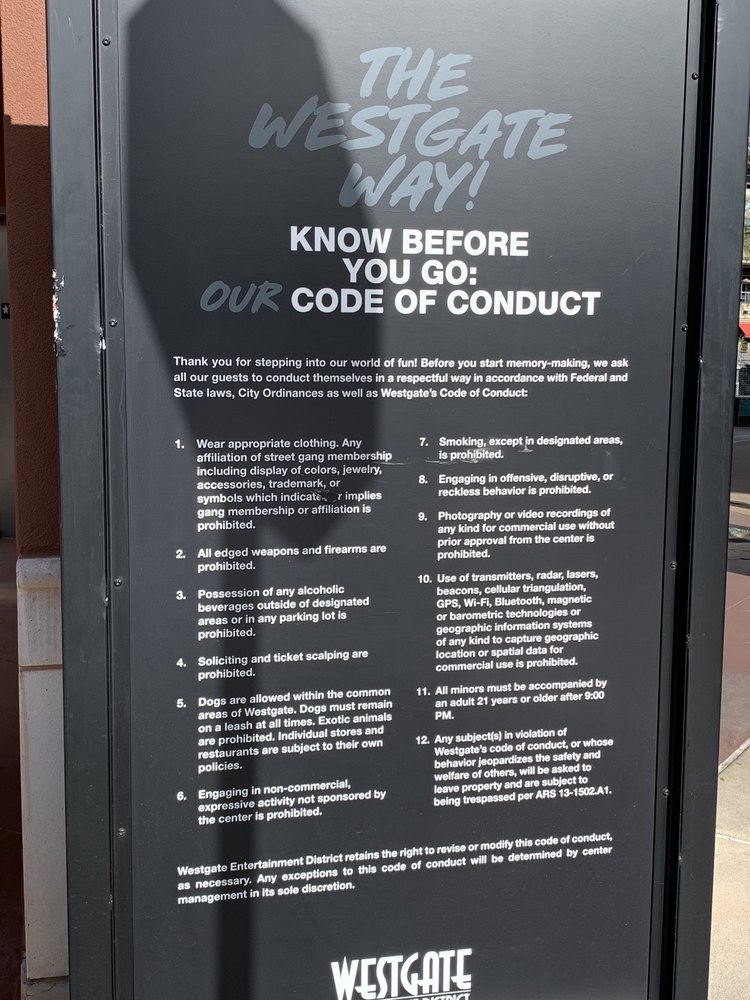 THE
WESTGATE
WAY!
KNOW BEFORE
YOU GO:
OUR CODE OF CONDUCT
Thank you for stepping into our world of fun! Before you start memory-making, we ask
all our guests to conduct themselves in a respectful way in accordance with Federal and
State laws, City Ordinances as well as Westgate's Code of Conduct:
1. Wear appropriate clothing. Any
affiliation of street gang membership
including display of colors, jewelry,
accessories, trademark, or
symbols which indicates or implies
gang membership or affiliation is
prohibited.
2. All edged weapons and firearms are
prohibited.
3. Possession of any alcoholic
beverages outside of designated
areas or in any parking lot is
prohibited.
4. Soliciting and ticket scalping are
prohibited.
5. Dogs are allowed within the common
areas of Westgate. Dogs must remain
on a leash at all times. Exotic animals
are prohibited. Individual stores and
restaurants are subject to their own
policies.
6. Engaging in non-commercial,
expressive activity not sponsored by
the center is prohibited.
7. Smoking, except in designated areas,
is prohibited.
8. Engaging in offensive, disruptive, or
reckless behavior is prohibited.
9. Photography or video recordings of
any kind for commercial use without
prior approval from the center is
prohibited.
10. Use of transmitters, radar, lasers,
beacons, cellular triangulation,
GPS, Wi-Fi, Bluetooth, magnetic
or barometric technologies or
geographic information systems
of any kind to capture geographic
location or spatial data for
commercial use is prohibited.
11. All minors must be accompanied by
an adult 21 years or older after 9:00
PM.
12. Any subject(s) in violation of
Westgate's code of conduct, or whose
behavior jeopardizes the safety and
welfare of others, will be asked to
leave property and are subject to
being trespassed per ARS 13-1502.A1.
Westgate Entertainment District retains the right to revise or modify this code of conduct,
as necessary. Any exceptions to this code of conduct will be determined by center
management in its sole discretion.
WESTGATE
DISTRICT